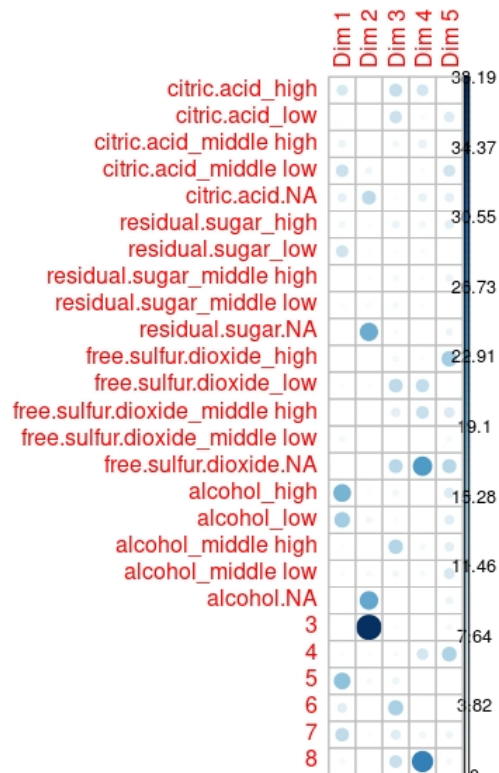 Dim 1 Dim 2 Dim 3 Dim 4 Dim 5
38.19
citric.acid_high
citric.acid_low
citric.acid_middle high
34.37
citric.acid_middle low
citric.acid.NA
30.55
residual.sugar_high
residual.sugar_low
residual.sugar_middle high
26.73
residual.sugar_middle low
residual.sugar.NA
free.sulfur.dioxide_high
22.91
free.sulfur.dioxide_low
free.sulfur.dioxide_middle high
19.1
free.sulfur.dioxide_middle low
free.sulfur.dioxide.NA
15.28
alcohol_high
alcohol_low
alcohol_middle high
11.46
alcohol_middle low
alcohol.NA
3
7.64
4
5
3.82
6
7
8
0